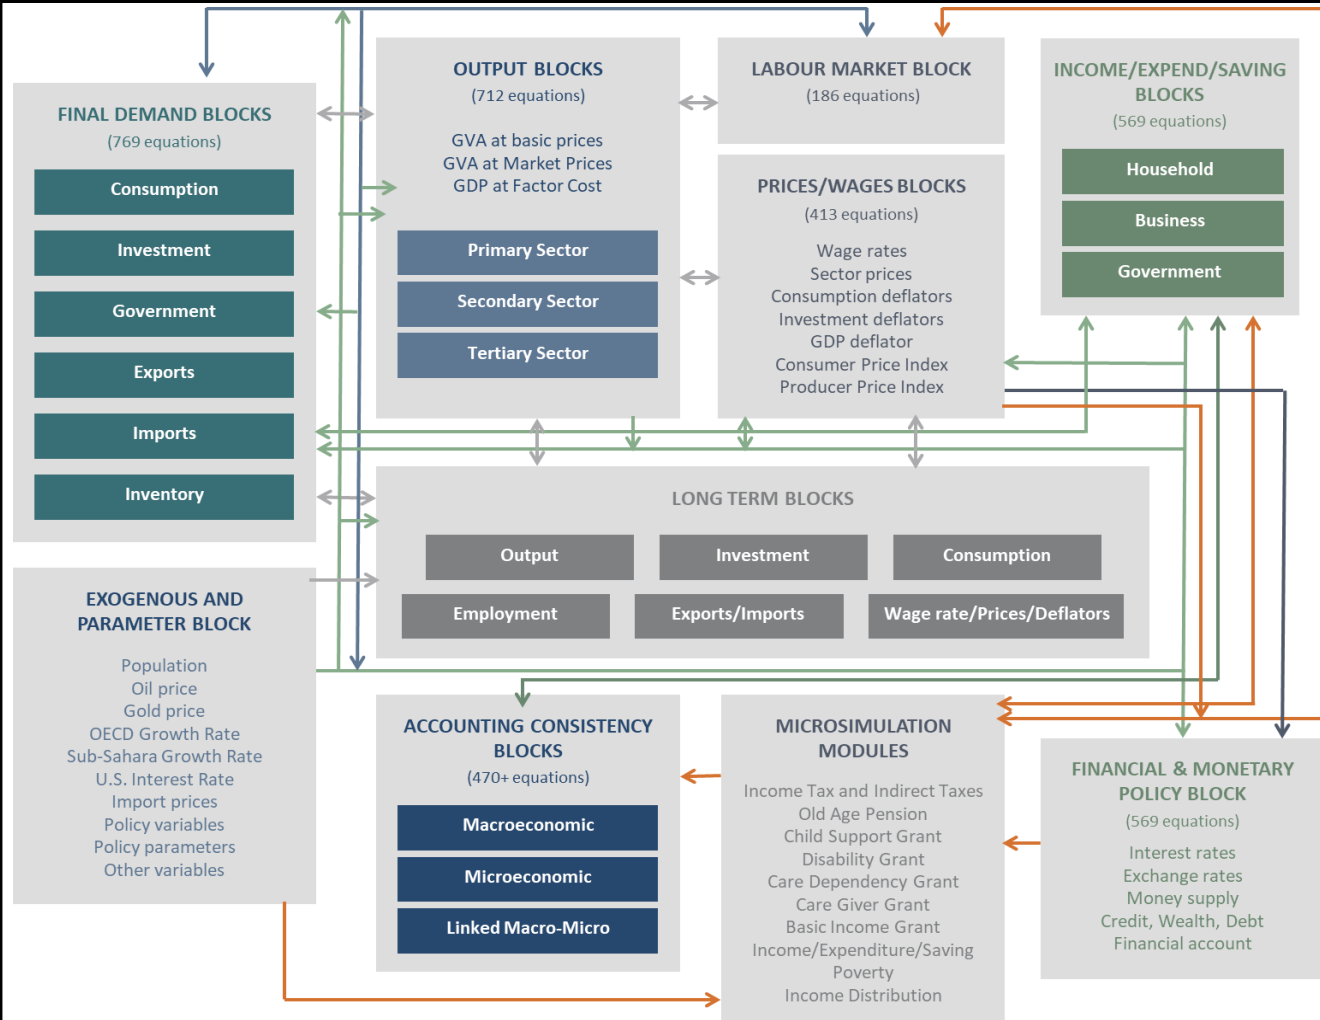 FINAL DEMAND BLOCKS
(769 equations)
Consumption
Investment
Government
Exports
Imports
Inventory
OUTPUT BLOCKS
(712 equations)
GVA at basic prices
GVA at Market Prices
GDP at Factor Cost
Primary Sector
Secondary Sector
Tertiary Sector
LABOUR MARKET BLOCK
(186 equations)
PRICES/WAGES BLOCKS
(413 equations)
Wage rates
Sector prices
Consumption deflators
Investment deflators
GDP deflator
Consumer Price Index
Producer Price Index
INCOME/EXPEND/SAVING
BLOCKS
(569 equations)
Household
Business
Government
LONG TERM BLOCKS
Output
Investment
Consumption
Employment
Exports/Imports
Wage rate/Prices/Deflators
EXOGENOUS AND
PARAMETER BLOCK
Population
Oil price
Gold price
OECD Growth Rate
Sub-Sahara Growth Rate
U.S. Interest Rate
Import prices
Policy variables
Policy parameters
Other variables
ACCOUNTING CONSISTENCY
BLOCKS
(470+ equations)
Macroeconomic
Microeconomic
Linked Macro-Micro
MICROSIMULATION
MODULES
Income Tax and Indirect Taxes
Old Age Pension
Child Support Grant
Disability Grant
Care Dependency Grant
Care Giver Grant
Basic Income Grant
Income/Expenditure/Saving
Poverty
Income Distribution
FINANCIAL & MONETARY
POLICY BLOCK
(569 equations)
Interest rates
Exchange rates
Money supply
Credit, Wealth, Debt
Financial account